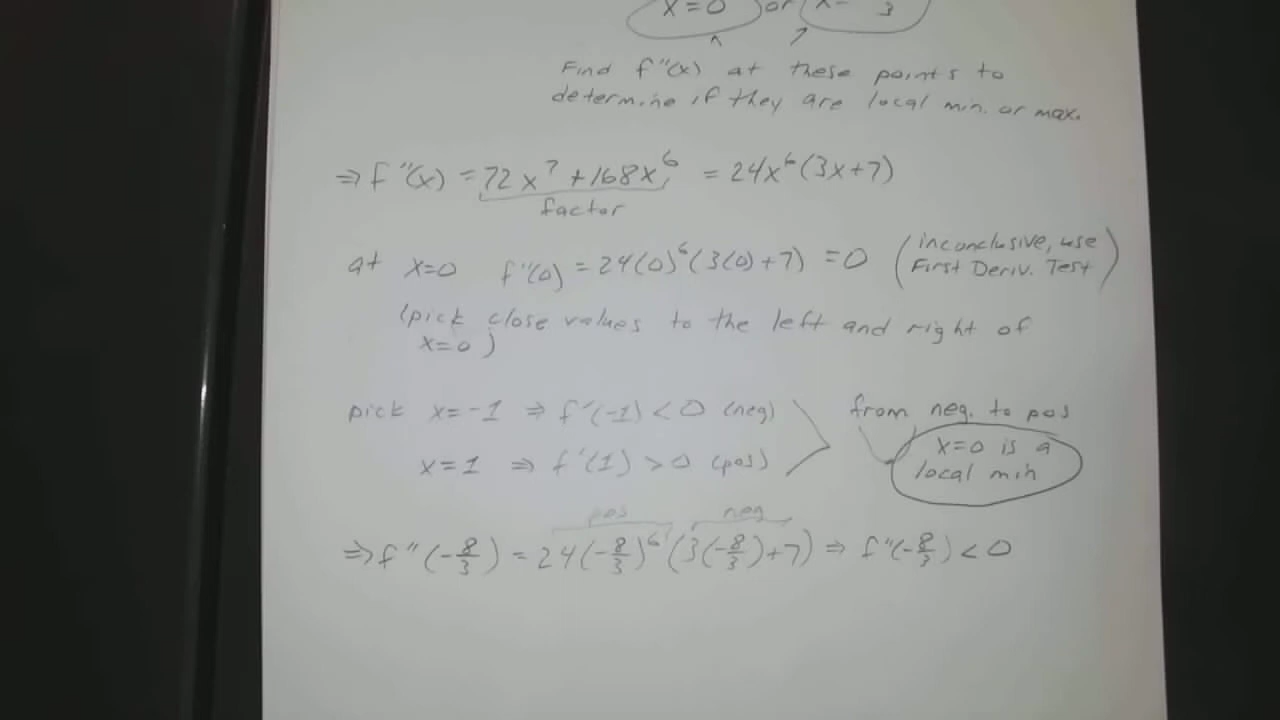 x=0 or x=-8/3
Find f"(x) at these points to
determine if they are local min. or max.
⇒ f"(x) = 72x⁷ + 168x⁶ = 24x⁶(3x+7)
factor
at x=0 f"(0) = 24(0)⁶(3(0)+7) = 0 (inconclusive, use
First Deriv. Test)
(pick close values to the left and right of
x=0)
pick x=-1 ⇒ f'(-1) < 0 (neg) from neg. to pos
x=0 is a
x=1 ⇒ f'(1) > 0 (pos) local min
pos neg
⇒ f"(-8/3) = 24(-8/3)⁶(3(-8/3)+7) ⇒ f"(-8/3) < 0